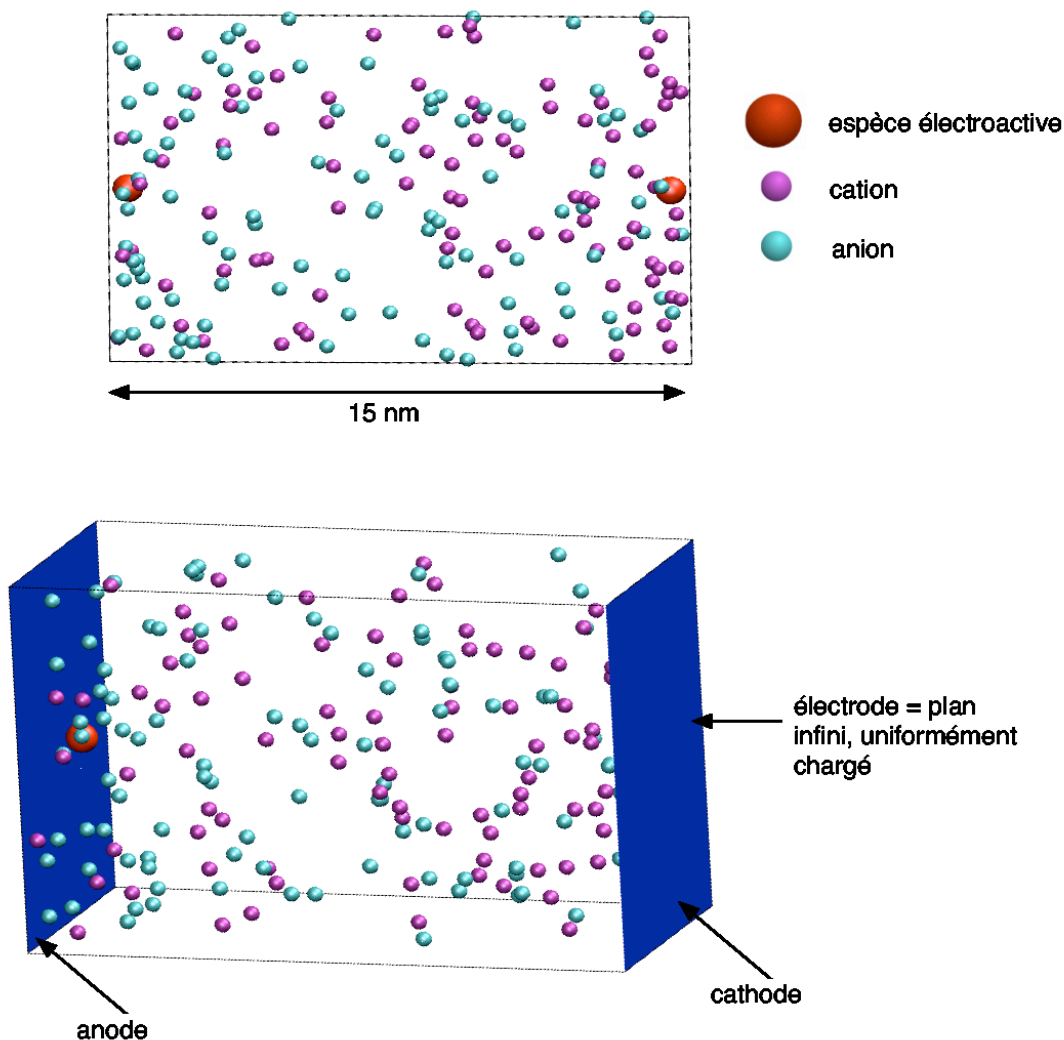 espèce électroactive
cation
anion
15 nm
électrode = plan
infini, uniformément
chargé
cathode
anode